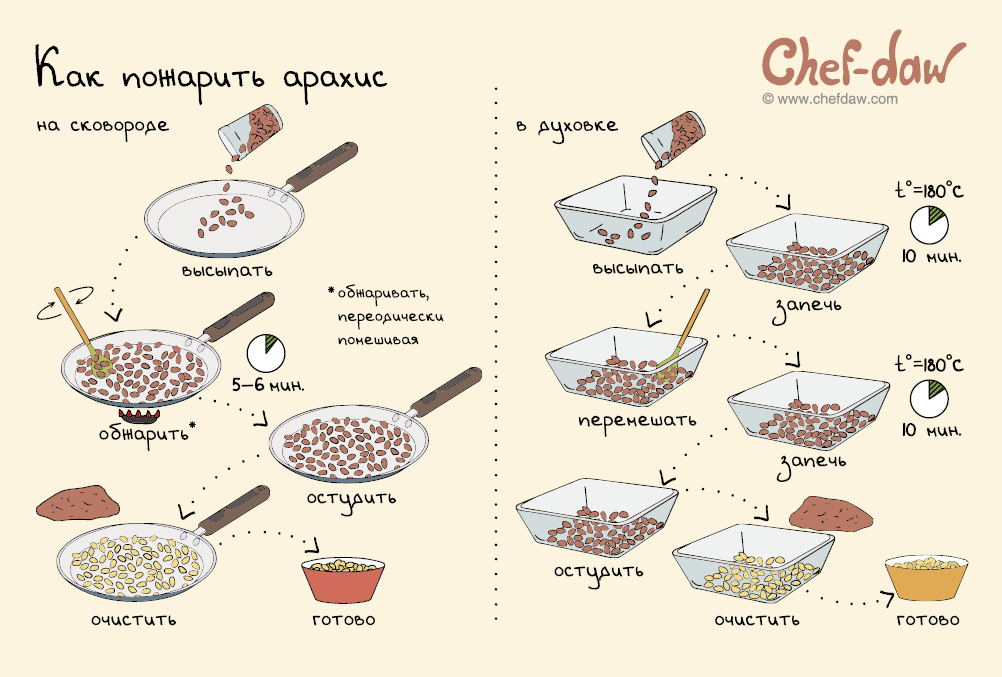 Как пожарить арахис
Chef-daw
© www.chefdaw.com
на сковороде
высыпать
*обжаривать,
переодически
помешивая
5–6 мин.
обжарить*
остудить
очистить
готово
в духовке
высыпать
t°=180°C
10 мин.
запечь
перемешать
t°=180°C
10 мин.
запечь
остудить
очистить
готово